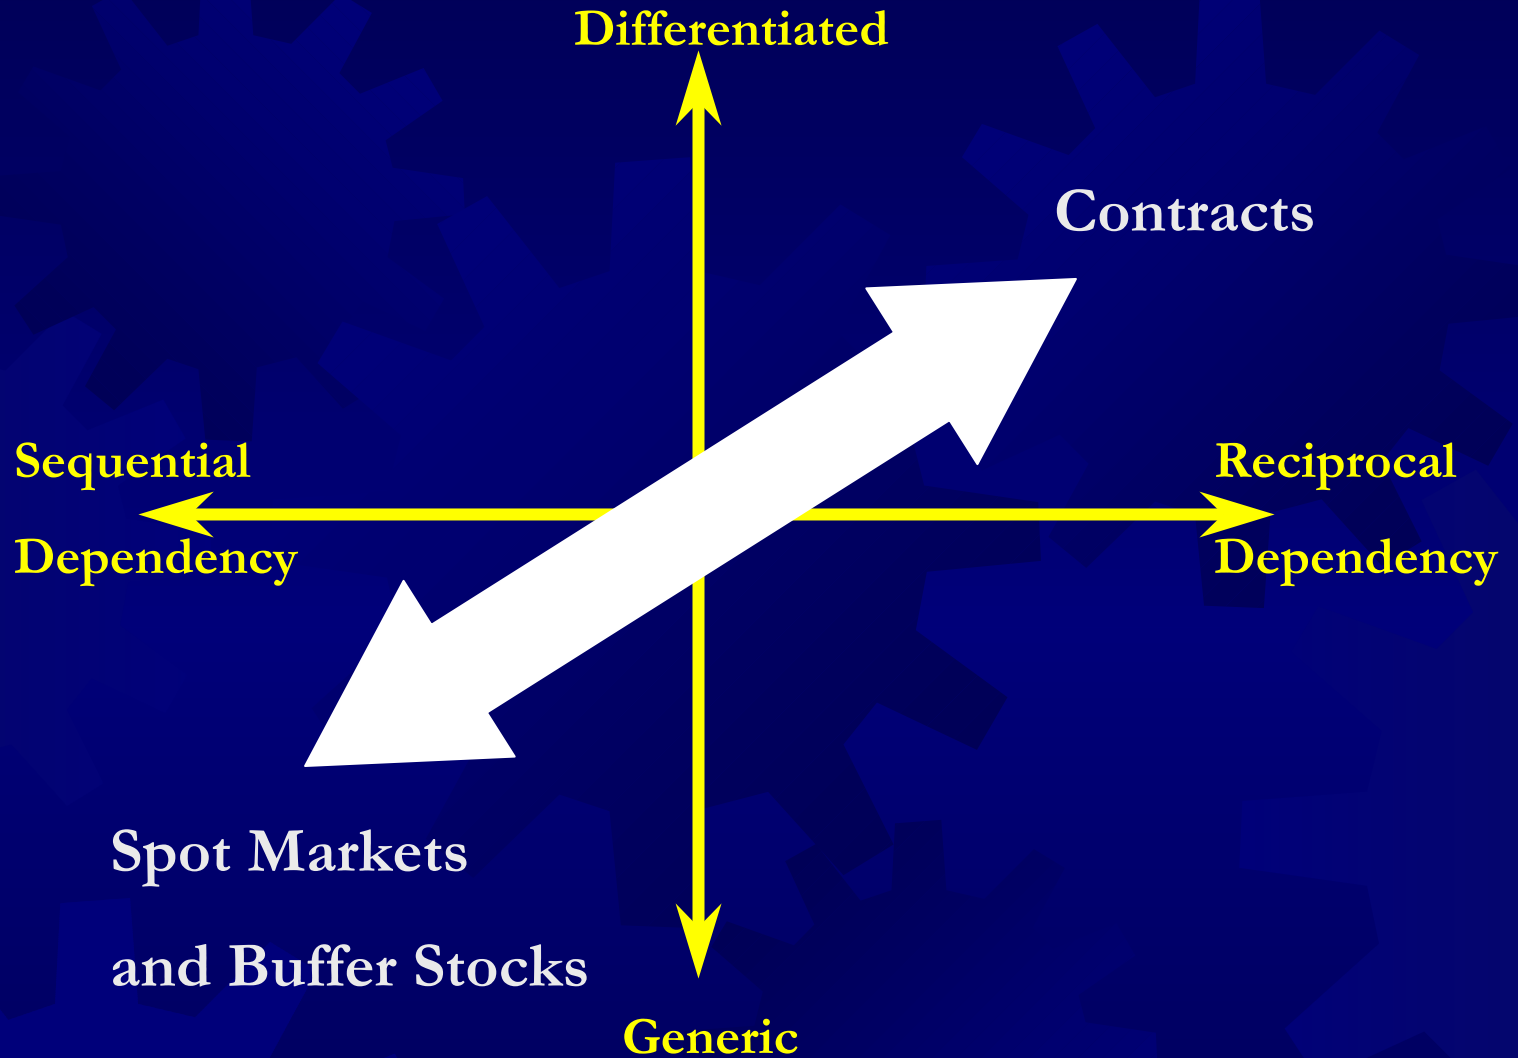 Differentiated
Contracts
Sequential
Dependency
Reciprocal
Dependency
Spot Markets
and Buffer Stocks
Generic